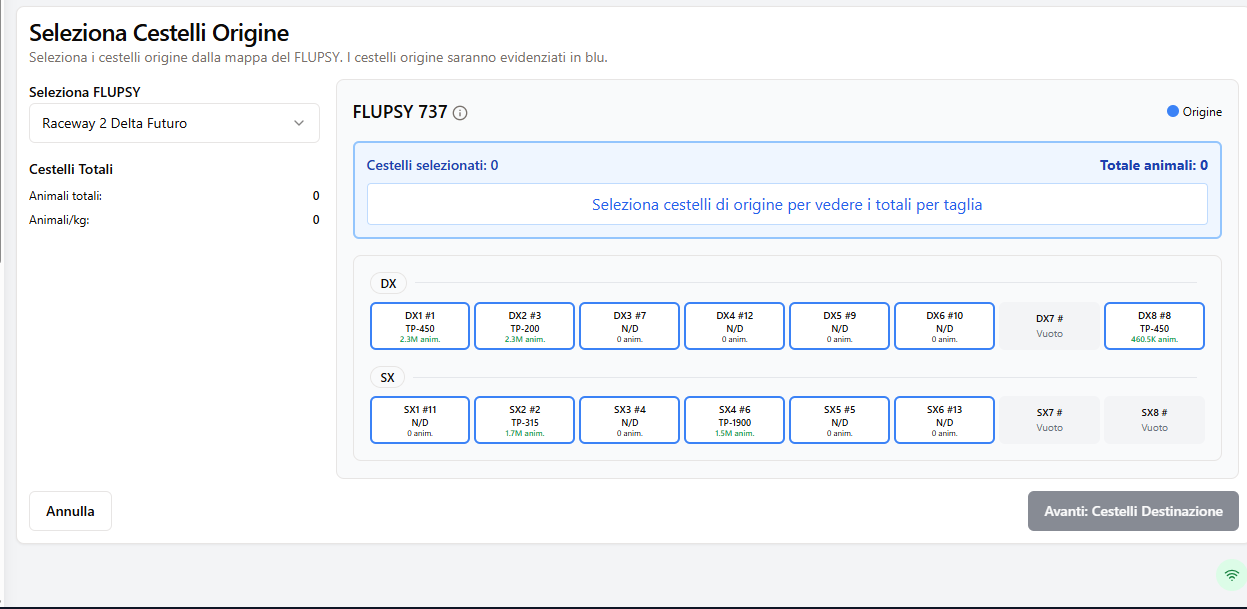 Seleziona Cestelli Origine
Seleziona i cestelli origine dalla mappa del FLUPSY. I cestelli origine saranno evidenziati in blu.
Seleziona FLUPSY
Raceway 2 Delta Futuro
Cestelli Totali
Animali totali: 0
Animali/kg: 0
FLUPSY 737
Origine
Cestelli selezionati: 0 Totale animali: 0
Seleziona cestelli di origine per vedere i totali per taglia
DX
DX1 #1 DX2 #3 DX3 #7 DX4 #12 DX5 #9 DX6 #10 DX7 # DX8 #8
TP-450 TP-200 N/D N/D N/D N/D Vuoto TP-450
2.3M anim. 2.3M anim. 0 anim. 0 anim. 0 anim. 0 anim. 460.5K anim.
SX
SX1 #11 SX2 #2 SX3 #4 SX4 #6 SX5 #5 SX6 #13 SX7 # SX8 #
N/D TP-315 N/D TP-1900 N/D N/D Vuoto Vuoto
0 anim. 1.7M anim. 0 anim. 1.5M anim. 0 anim. 0 anim.
Annulla
Avanti: Cestelli Destinazione